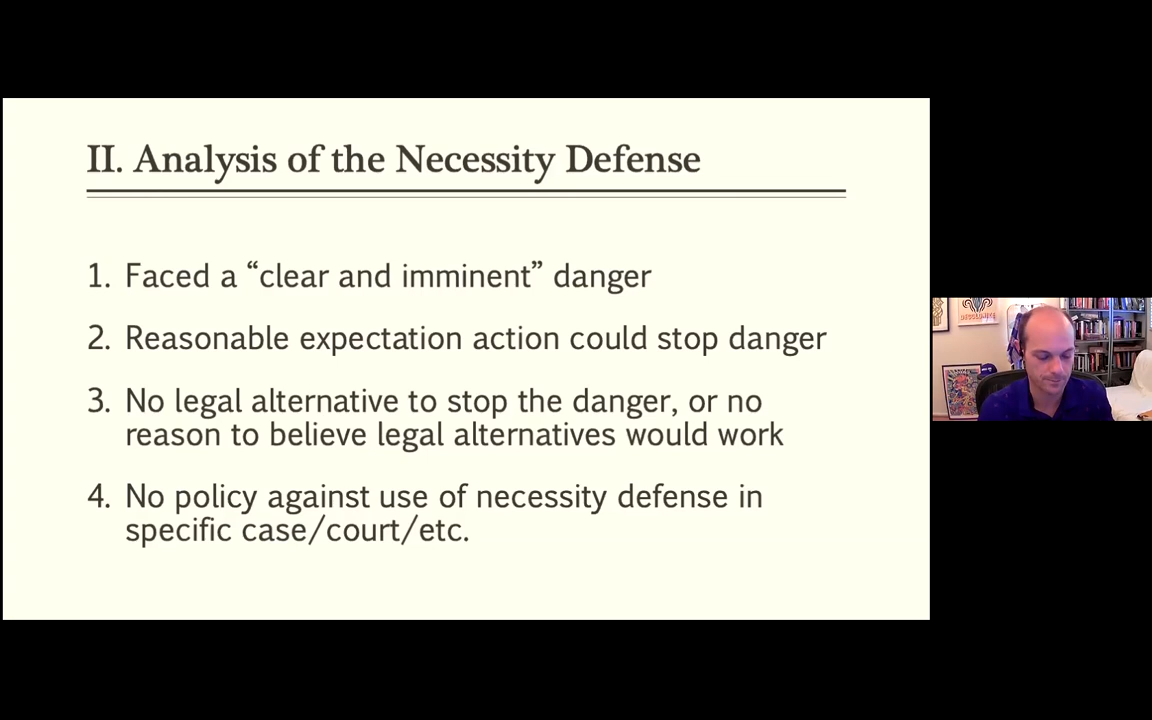 II. Analysis of the Necessity Defense
1. Faced a “clear and imminent” danger
2. Reasonable expectation action could stop danger
3. No legal alternative to stop the danger, or no
reason to believe legal alternatives would work
4. No policy against use of necessity defense in
specific case/court/etc.